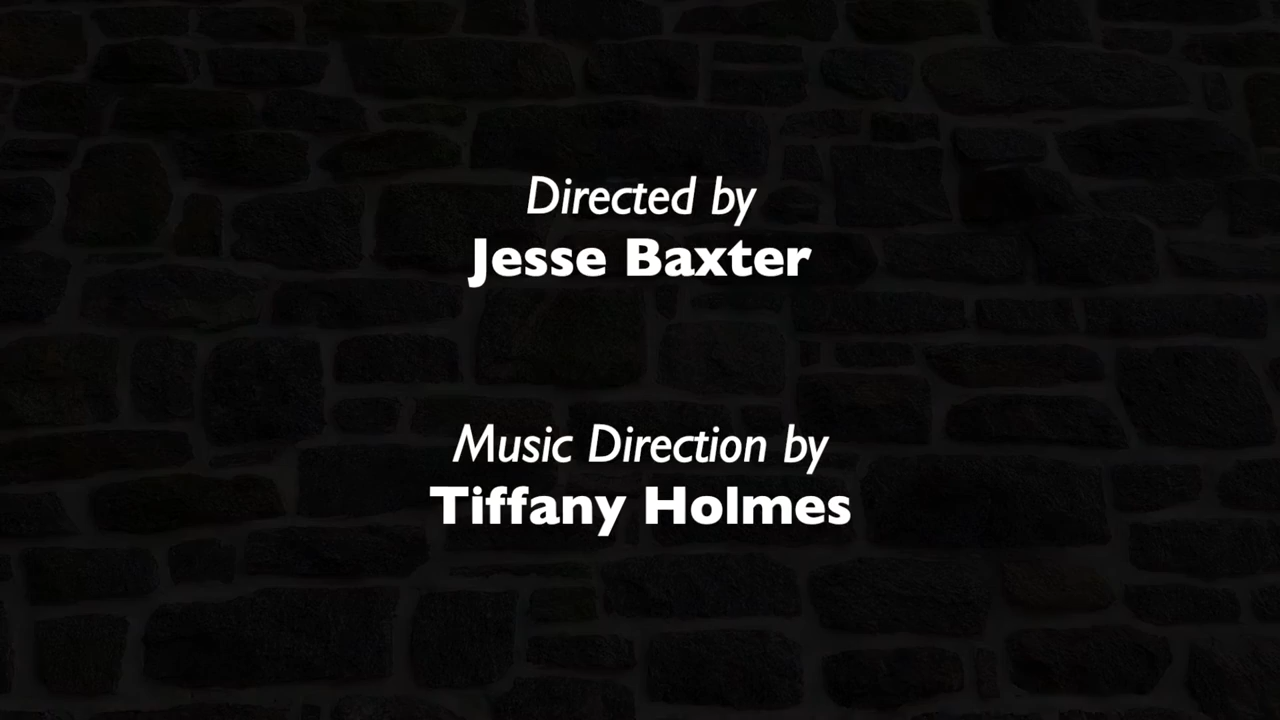 Directed by
Jesse Baxter
Music Direction by
Tiffany Holmes